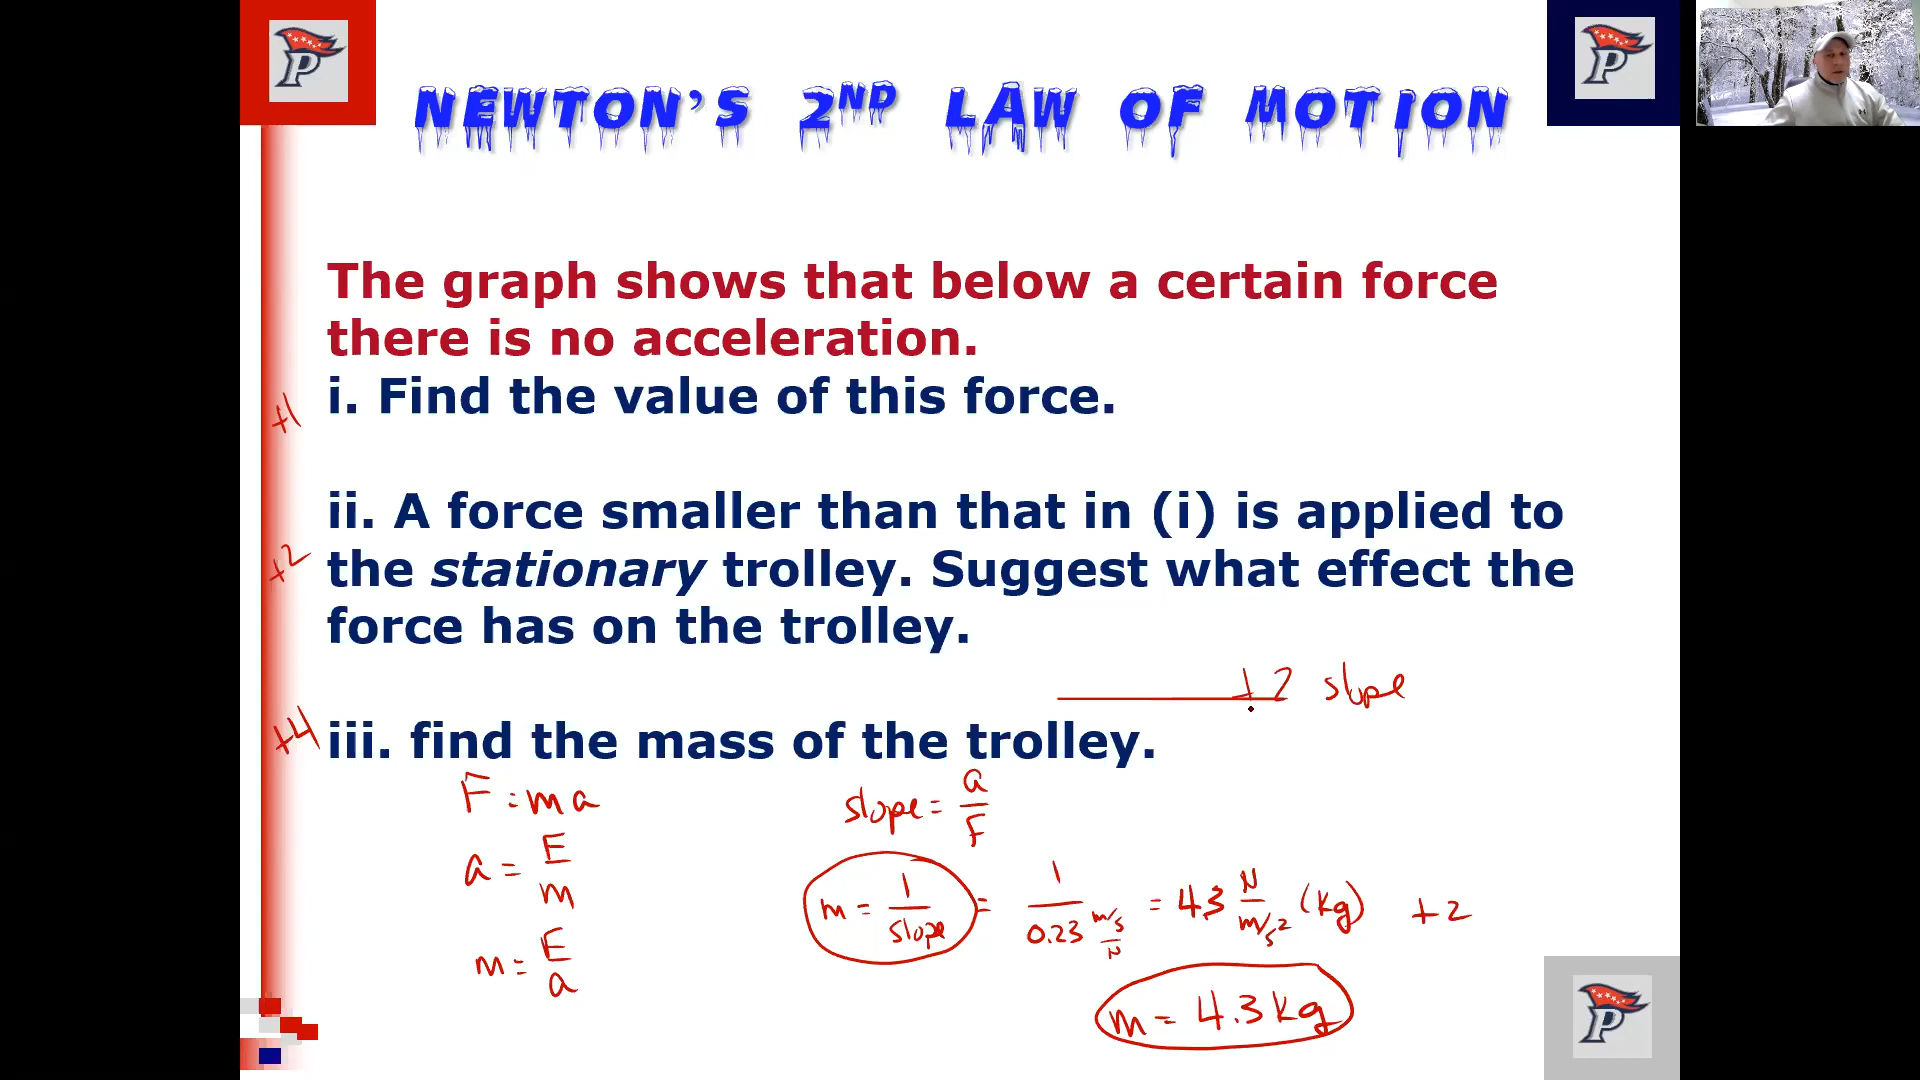 P
P
NEWTON'S 2ND LAW OF MOTION
The graph shows that below a certain force
there is no acceleration.
+1 i. Find the value of this force.
ii. A force smaller than that in (i) is applied to
+2 the stationary trolley. Suggest what effect the
force has on the trolley.
+2 slope
+4 iii. find the mass of the trolley.
F = ma
slope = a/F
a = F/m
m = 1/slope = 1/0.23 m/s/N = 4.3 N/m/s² (kg) +2
m = F/a
m = 4.3 kg
P